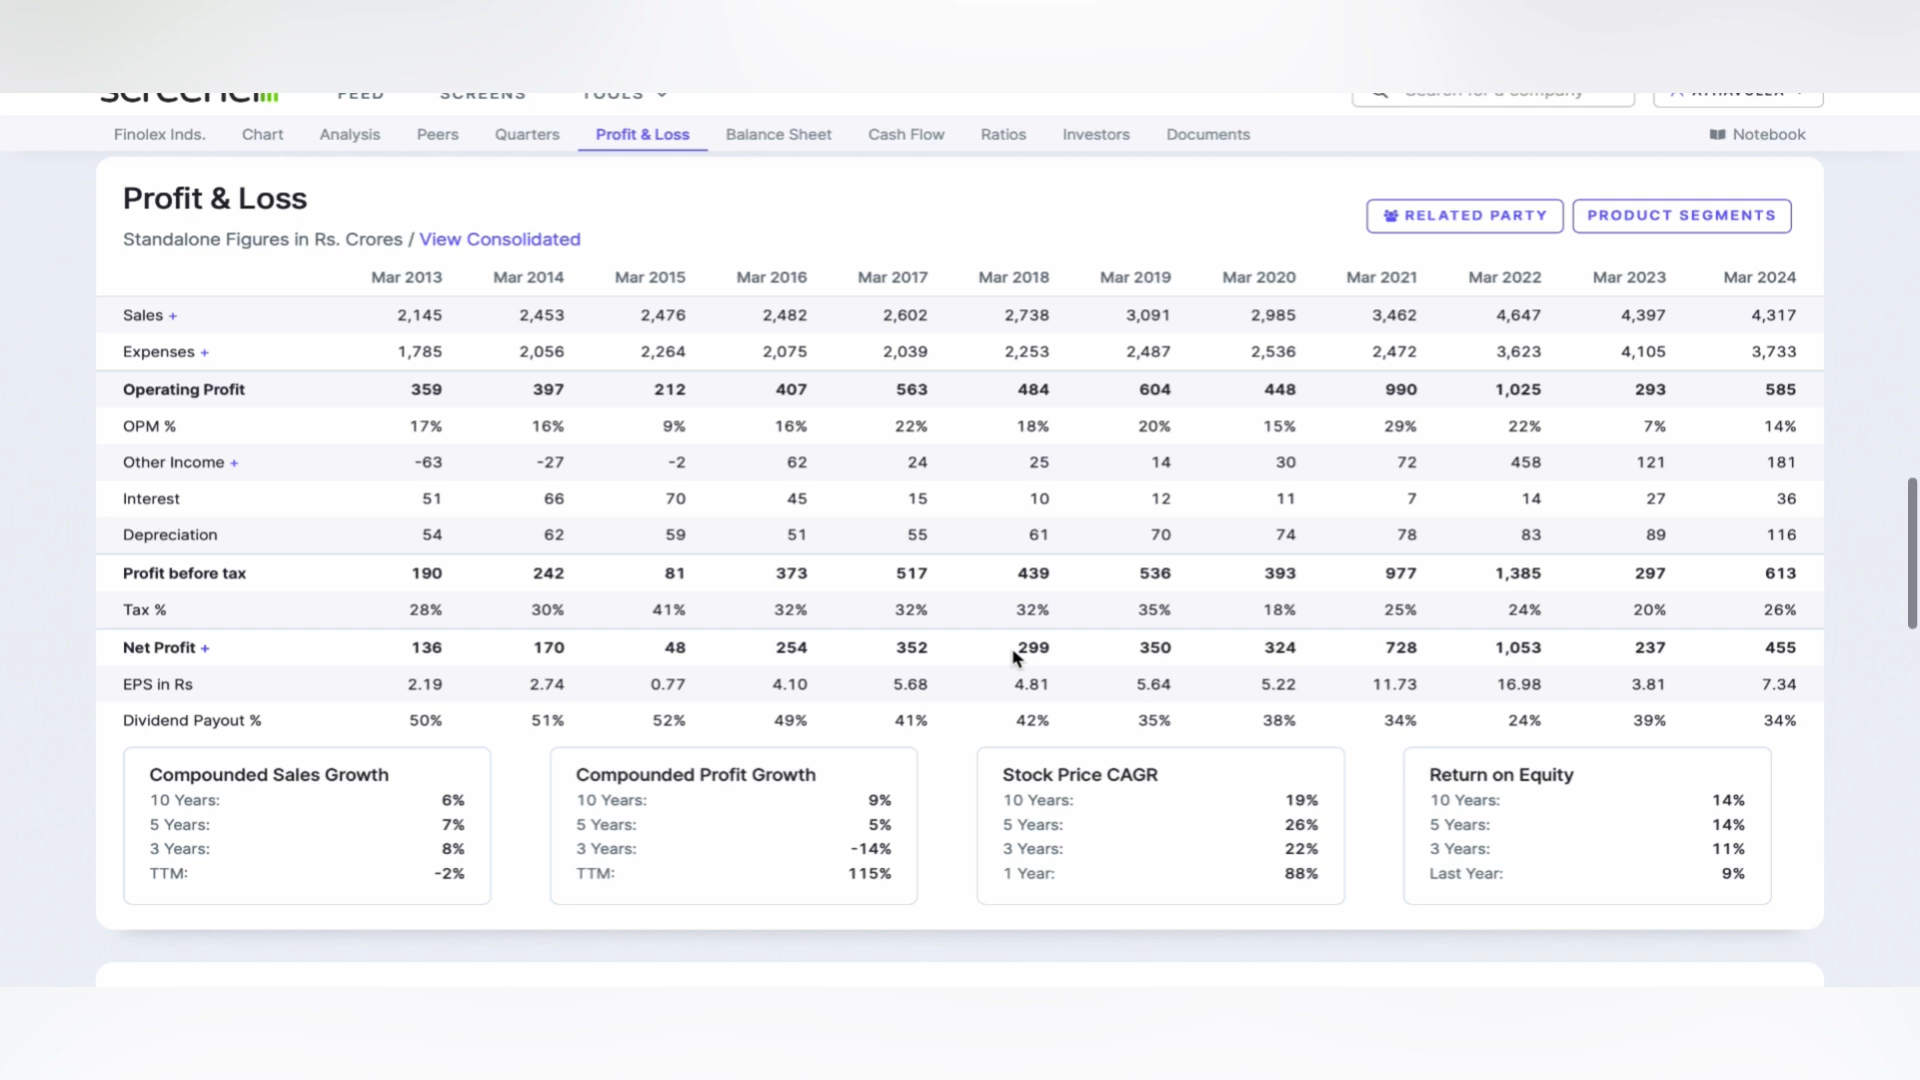 screener
FEED SCREENS TOOLS Search for a company
Finolex Inds. Chart Analysis Peers Quarters Profit & Loss Balance Sheet Cash Flow Ratios Investors Documents Notebook
Profit & Loss
RELATED PARTY PRODUCT SEGMENTS
Standalone Figures in Rs. Crores / View Consolidated
Mar 2013 Mar 2014 Mar 2015 Mar 2016 Mar 2017 Mar 2018 Mar 2019 Mar 2020 Mar 2021 Mar 2022 Mar 2023 Mar 2024
Sales + 2,145 2,453 2,476 2,482 2,602 2,738 3,091 2,985 3,462 4,647 4,397 4,317
Expenses + 1,785 2,056 2,264 2,075 2,039 2,253 2,487 2,536 2,472 3,623 4,105 3,733
Operating Profit 359 397 212 407 563 484 604 448 990 1,025 293 585
OPM % 17% 16% 9% 16% 22% 18% 20% 15% 29% 22% 7% 14%
Other Income + -63 -27 -2 62 24 25 14 30 72 458 121 181
Interest 51 66 70 45 15 10 12 11 7 14 27 36
Depreciation 54 62 59 51 55 61 70 74 78 83 89 116
Profit before tax 190 242 81 373 517 439 536 393 977 1,385 297 613
Tax % 28% 30% 41% 32% 32% 32% 35% 18% 25% 24% 20% 26%
Net Profit + 136 170 48 254 352 299 350 324 728 1,053 237 455
EPS in Rs 2.19 2.74 0.77 4.10 5.68 4.81 5.64 5.22 11.73 16.98 3.81 7.34
Dividend Payout % 50% 51% 52% 49% 41% 42% 35% 38% 34% 24% 39% 34%
Compounded Sales Growth
10 Years: 6%
5 Years: 7%
3 Years: 8%
TTM: -2%
Compounded Profit Growth
10 Years: 9%
5 Years: 5%
3 Years: -14%
TTM: 115%
Stock Price CAGR
10 Years: 19%
5 Years: 26%
3 Years: 22%
1 Year: 88%
Return on Equity
10 Years: 14%
5 Years: 14%
3 Years: 11%
Last Year: 9%